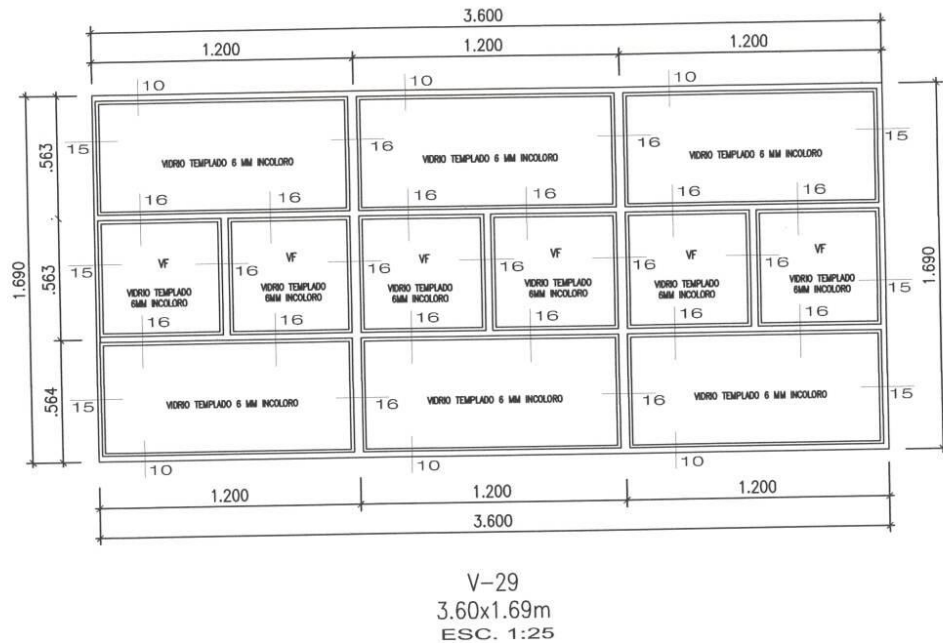 3.600
1.200 1.200 1.200
10 10 10
15 16 16 15
VIDRIO TEMPLADO 6 MM INCOLORO VIDRIO TEMPLADO 6 MM INCOLORO VIDRIO TEMPLADO 6 MM INCOLORO
.563
16 16 16 16 16 16
15 16 16 16 16 16 15
VF VF VF VF VF VF
VIDRIO TEMPLADO VIDRIO TEMPLADO VIDRIO TEMPLADO VIDRIO TEMPLADO VIDRIO TEMPLADO VIDRIO TEMPLADO
6MM INCOLORO 6MM INCOLORO 6MM INCOLORO 6MM INCOLORO 6MM INCOLORO 6MM INCOLORO
1.690 .563 1.690
16 16 16 16 16 16
15 16 16 15
VIDRIO TEMPLADO 6 MM INCOLORO VIDRIO TEMPLADO 6 MM INCOLORO VIDRIO TEMPLADO 6 MM INCOLORO
.564
10 10 10
1.200 1.200 1.200
3.600
V-29
3.60x1.69m
ESC. 1:25